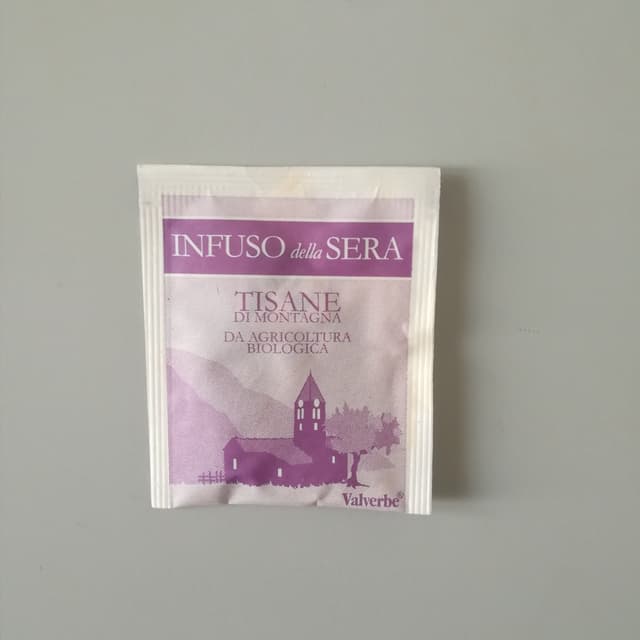 INFUSO della SERA
TISANE
DI MONTAGNA
DA AGRICOLTURA
BIOLOGICA
Valverbe®